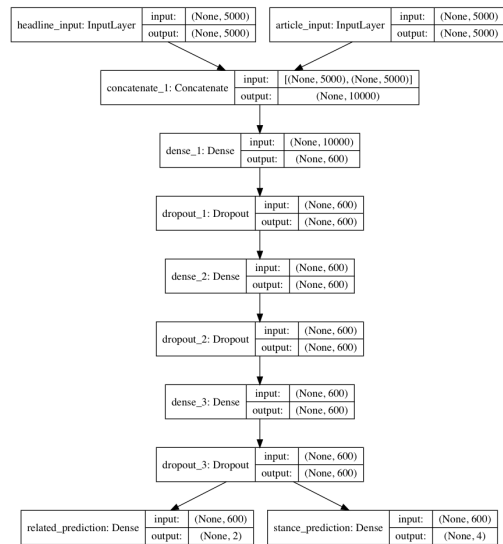 headline_input: InputLayer input: (None, 5000)
output: (None, 5000)
article_input: InputLayer input: (None, 5000)
output: (None, 5000)
concatenate_1: Concatenate input: [(None, 5000), (None, 5000)]
output: (None, 10000)
dense_1: Dense input: (None, 10000)
output: (None, 600)
dropout_1: Dropout input: (None, 600)
output: (None, 600)
dense_2: Dense input: (None, 600)
output: (None, 600)
dropout_2: Dropout input: (None, 600)
output: (None, 600)
dense_3: Dense input: (None, 600)
output: (None, 600)
dropout_3: Dropout input: (None, 600)
output: (None, 600)
related_prediction: Dense input: (None, 600)
output: (None, 2)
stance_prediction: Dense input: (None, 600)
output: (None, 4)